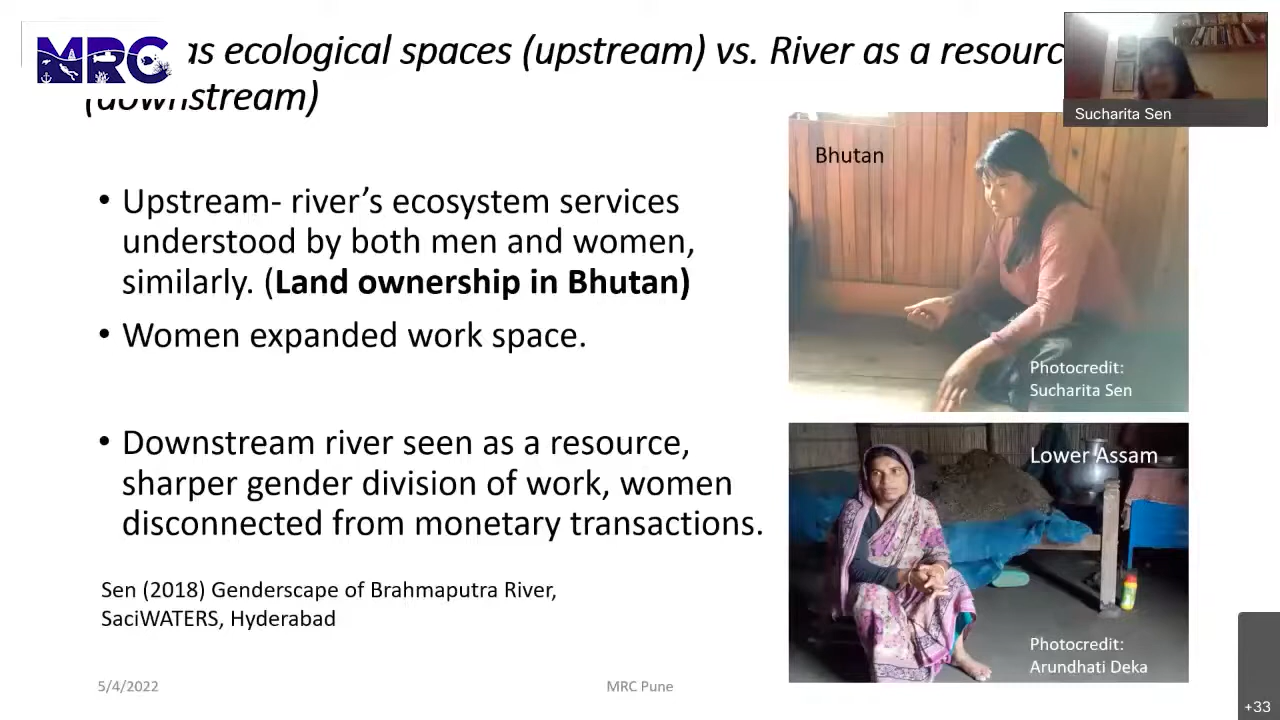 MRC
as ecological spaces (upstream) vs. River as a resourc
(downstream)
Sucharita Sen
Bhutan
• Upstream- river’s ecosystem services
understood by both men and women,
similarly. (Land ownership in Bhutan)
• Women expanded work space.
Photocredit:
Sucharita Sen
• Downstream river seen as a resource,
sharper gender division of work, women
disconnected from monetary transactions.
Lower Assam
Sen (2018) Genderscape of Brahmaputra River,
SaciWATERS, Hyderabad
Photocredit:
Arundhati Deka
5/4/2022
MRC Pune
+33